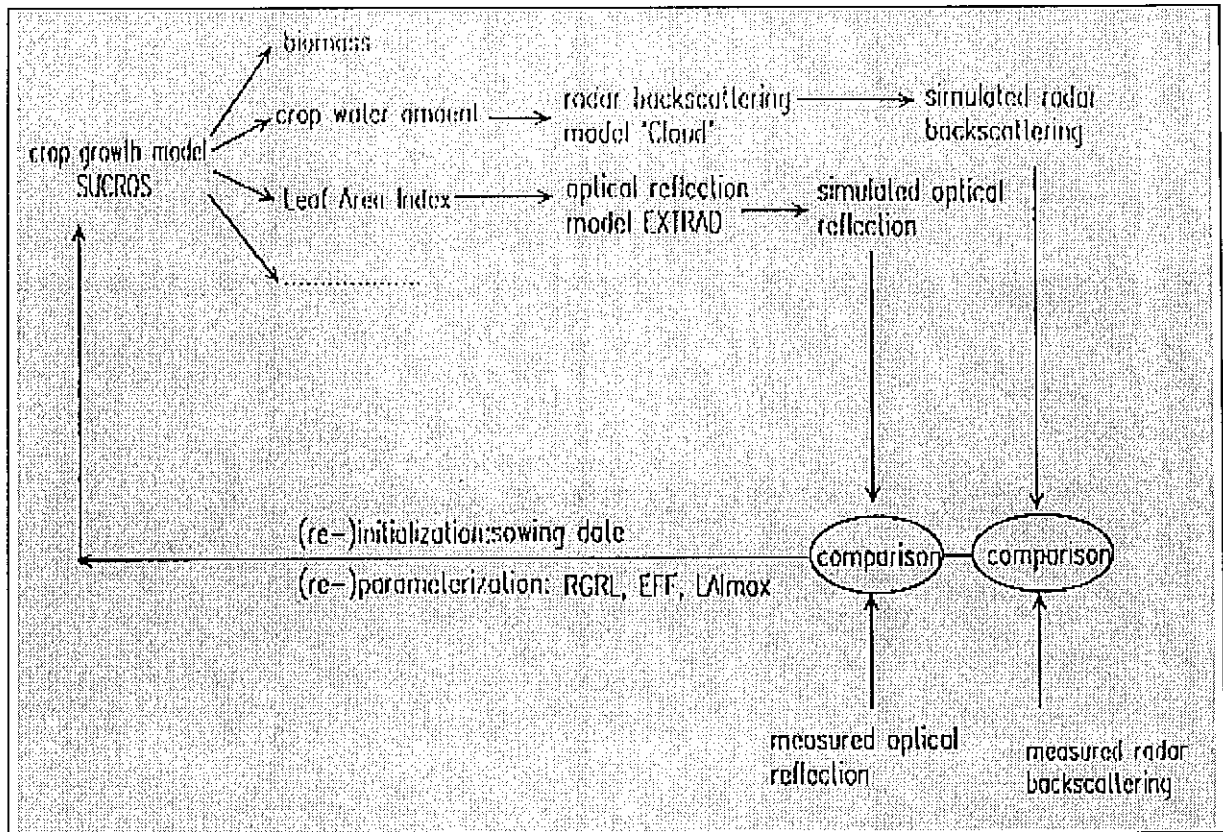 biomass
crop water amount
radar backscattering
model "Cloud"
simulated radar
backscattering
crop growth model
SUCROS
Leaf Area Index
optical reflection
model EXTRAD
simulated optical
reflection
.....................
(re-)initialization:sowing date
(re-)parameterization: RGRL, EFF, LAImax
comparison
comparison
measured optical
reflection
measured radar
backscattering